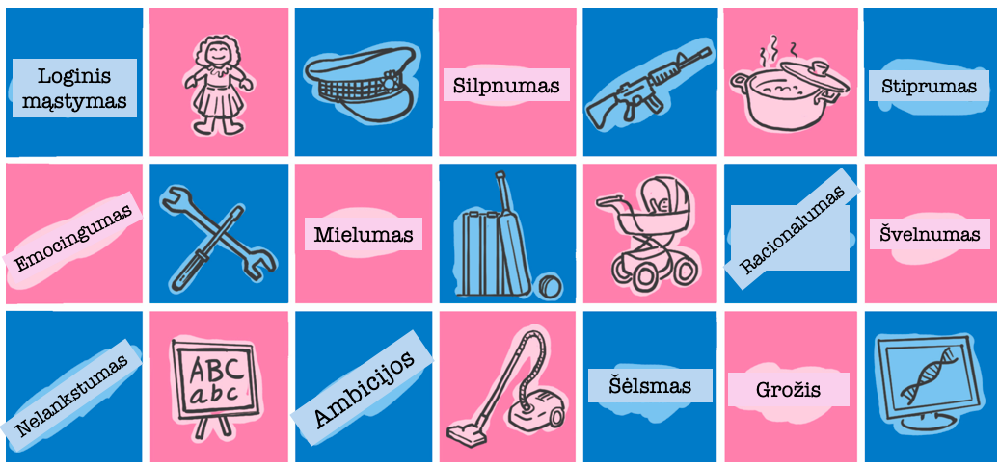 Loginis
mąstymas
Silpnumas
Stiprumas
Emocingumas
Mielumas
Racionalumas
Švelnumas
Nelankstumas
ABC
abc
Ambicijos
Šėlsmas
Grožis